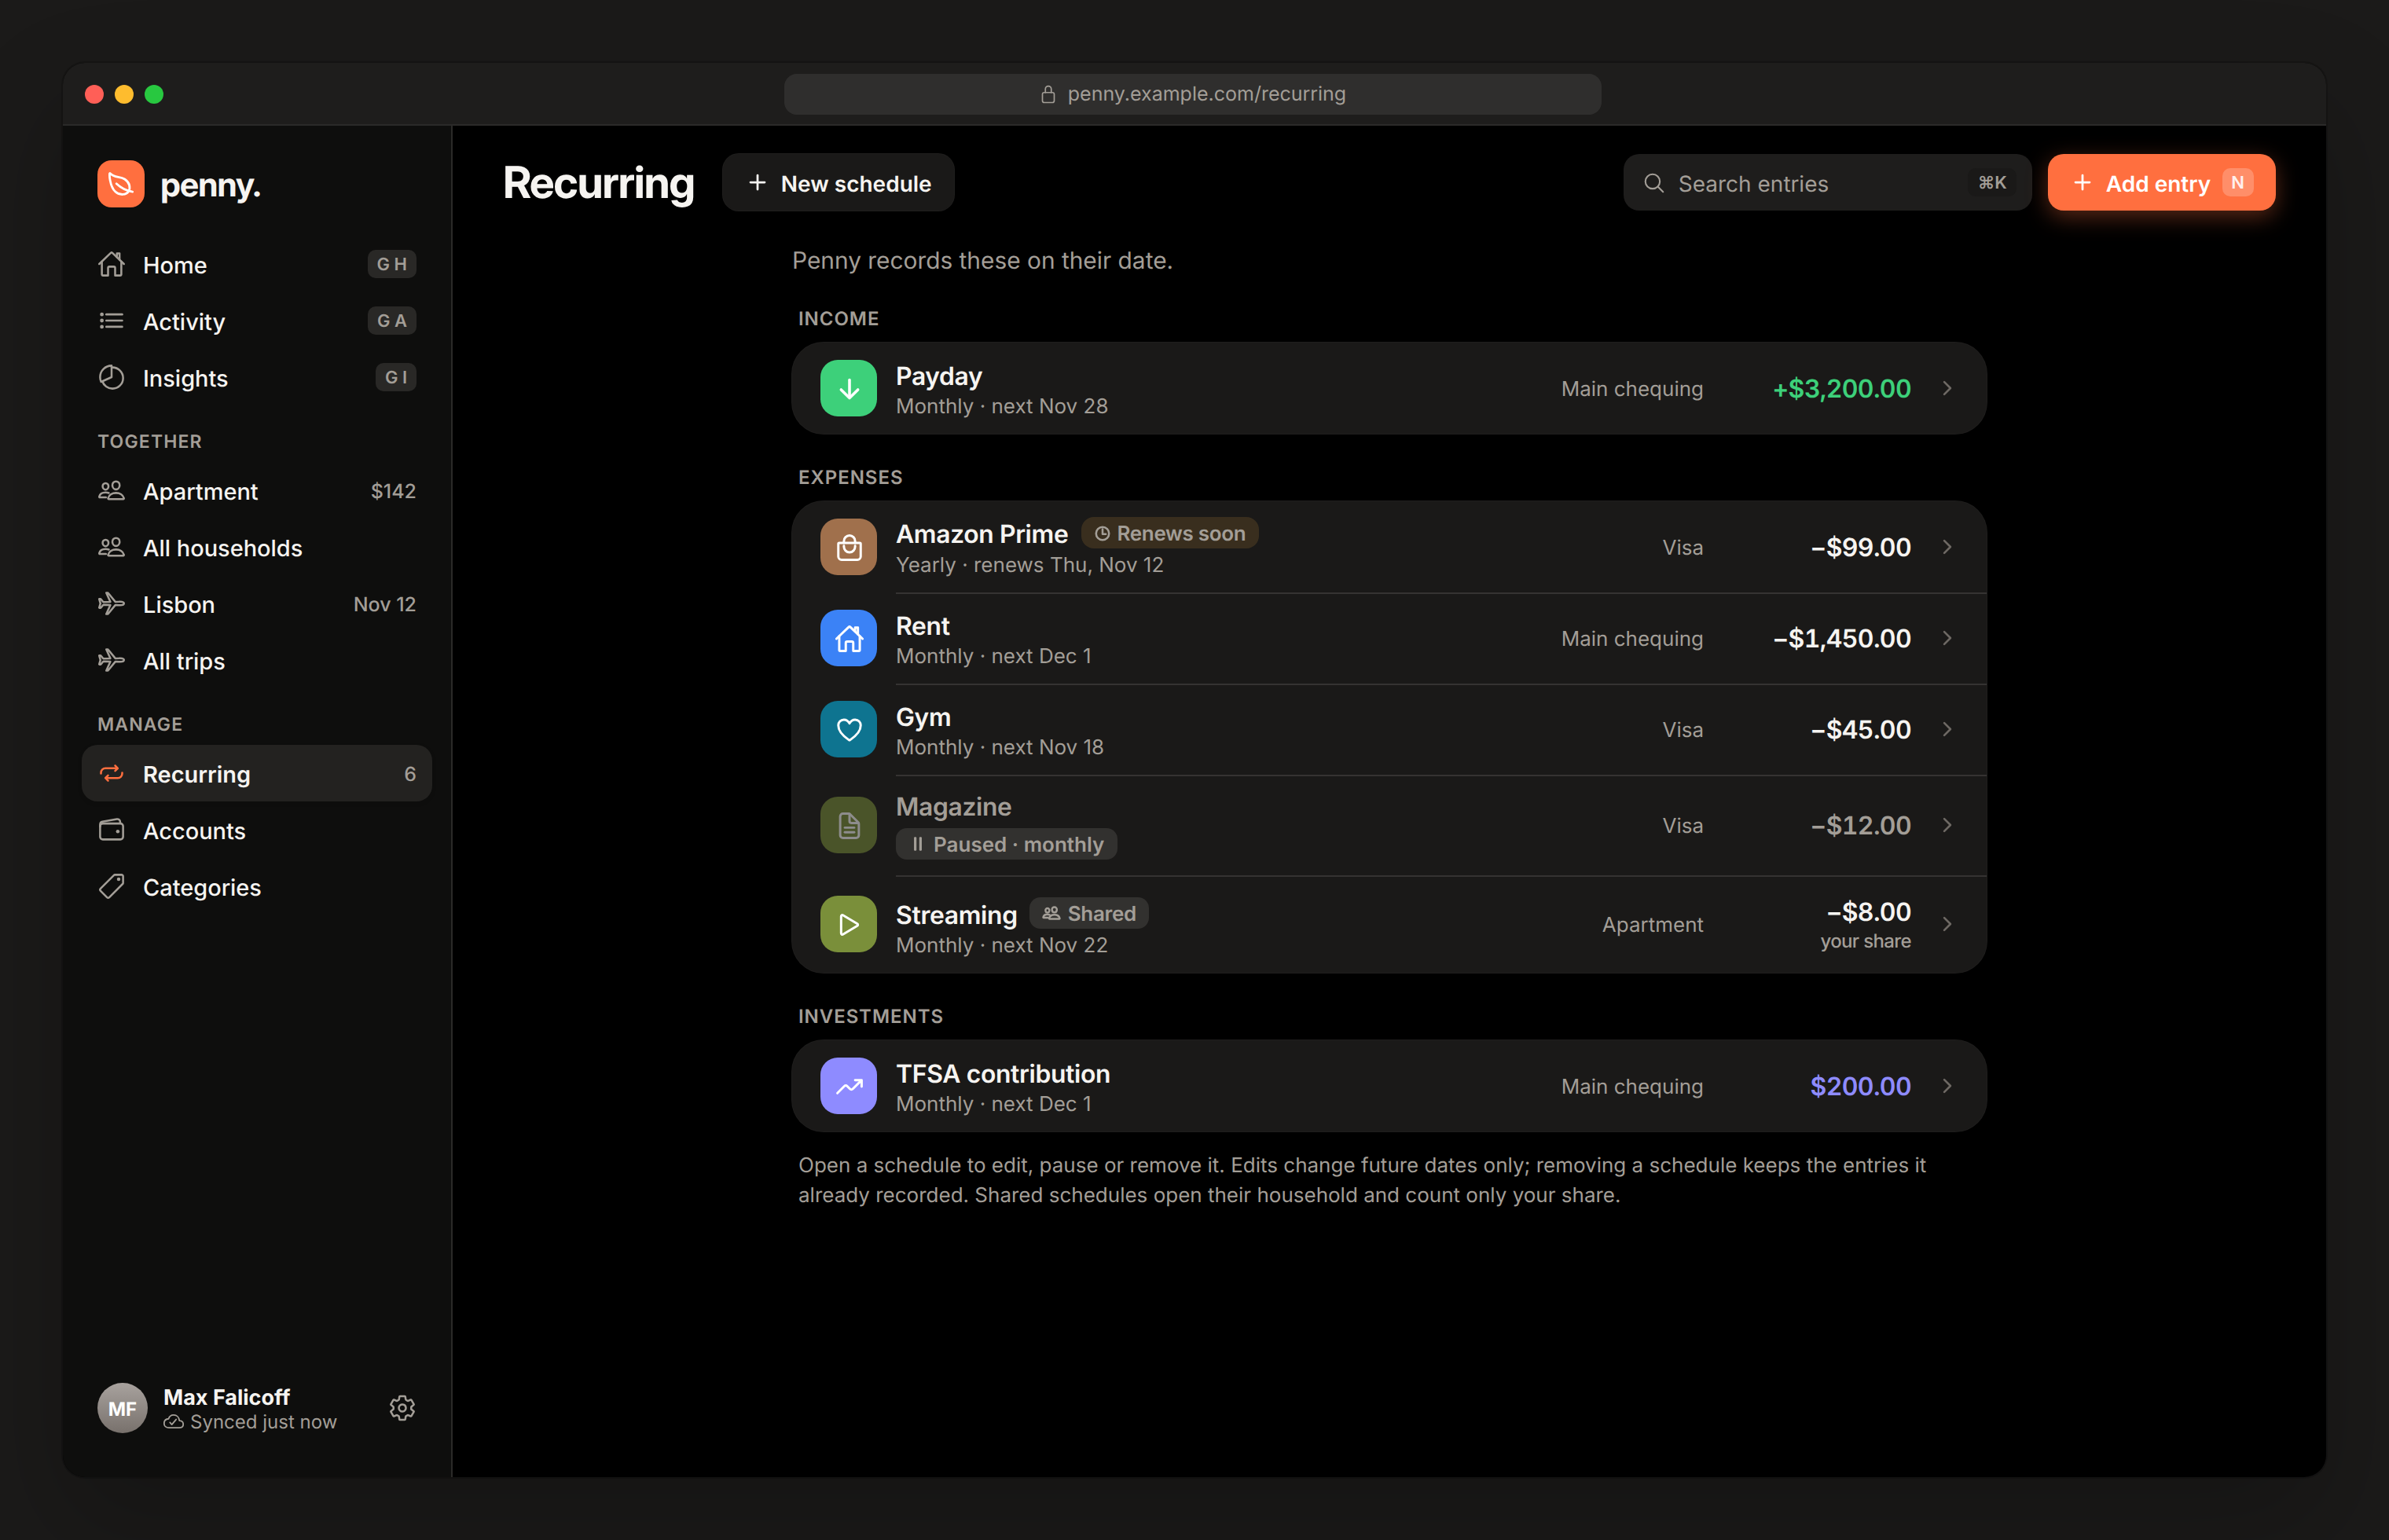 penny.example.com/recurring
penny.
Home G H
Activity G A
Insights G I
TOGETHER
Apartment $142
All households
Lisbon Nov 12
All trips
MANAGE
Recurring 6
Accounts
Categories
MF
Max Falicoff
Synced just now
Recurring
New schedule
Search entries ⌘K
Add entry N
Penny records these on their date.
INCOME
Payday
Monthly · next Nov 28
Main chequing
+$3,200.00
EXPENSES
Amazon Prime Renews soon
Yearly · renews Thu, Nov 12
Visa
−$99.00
Rent
Monthly · next Dec 1
Main chequing
−$1,450.00
Gym
Monthly · next Nov 18
Visa
−$45.00
Magazine
Paused · monthly
Visa
−$12.00
Streaming Shared
Monthly · next Nov 22
Apartment
−$8.00
your share
INVESTMENTS
TFSA contribution
Monthly · next Dec 1
Main chequing
$200.00
Open a schedule to edit, pause or remove it. Edits change future dates only; removing a schedule keeps the entries it
already recorded. Shared schedules open their household and count only your share.